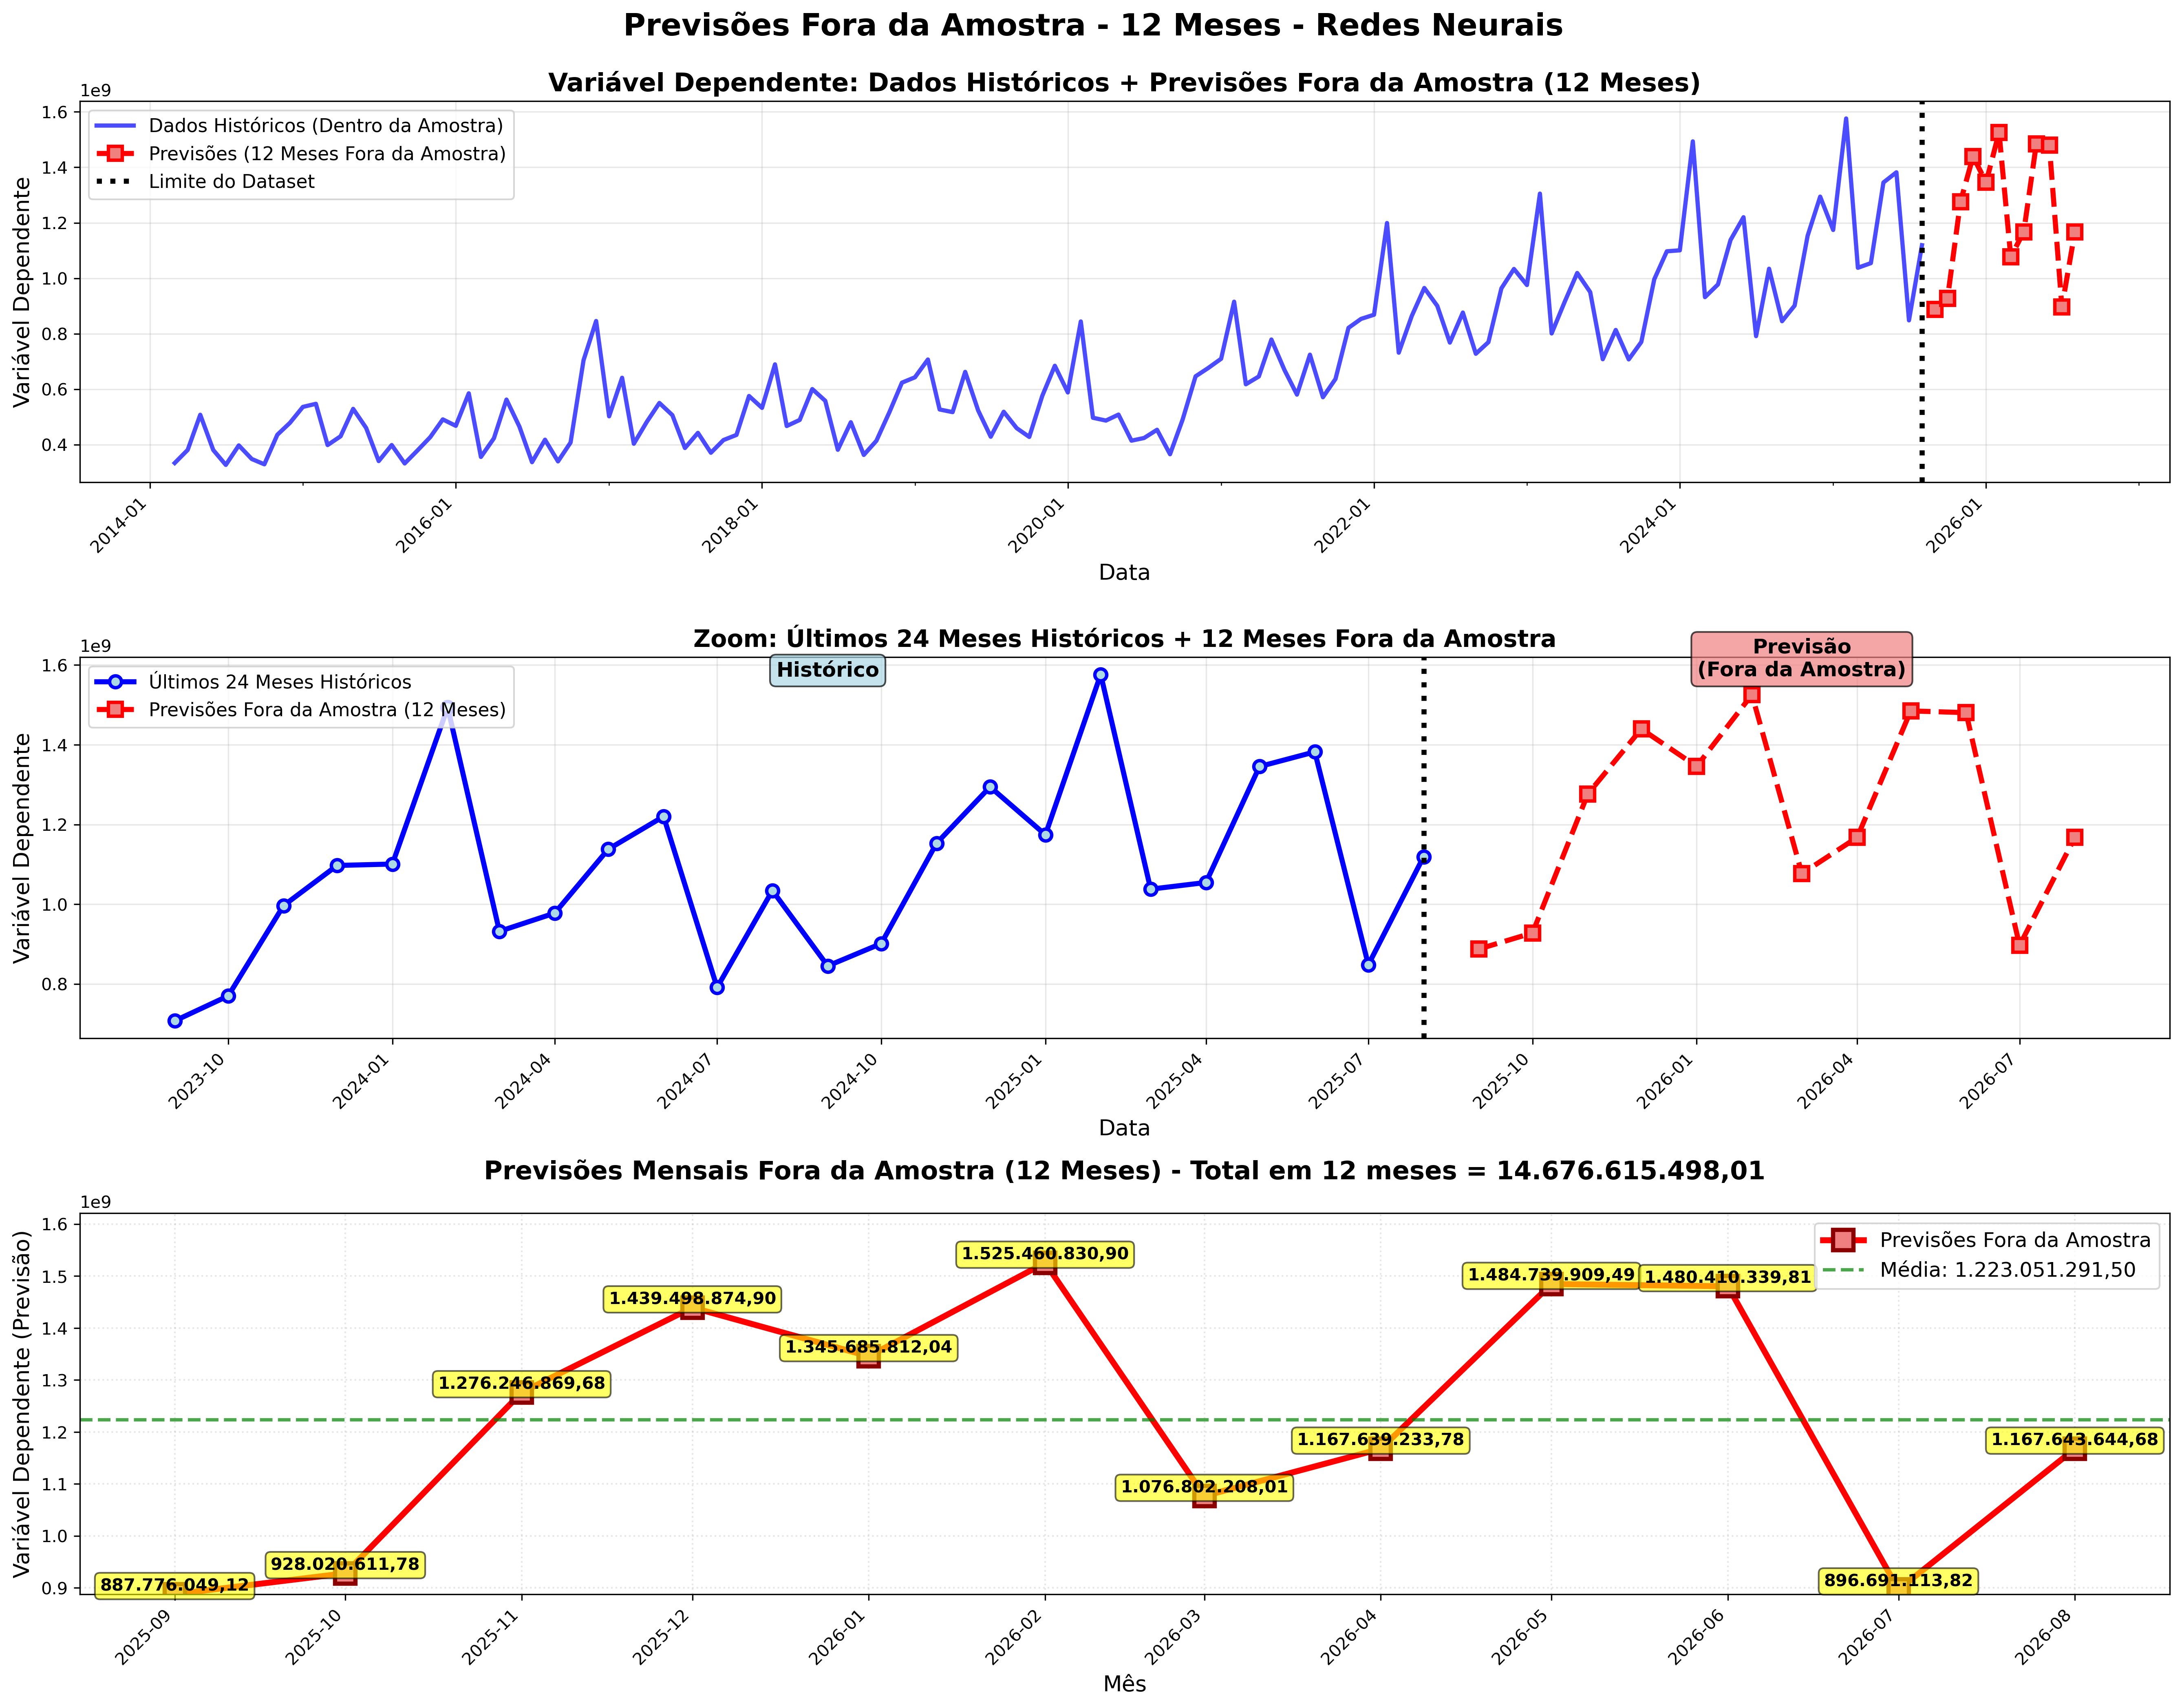 Previsões Fora da Amostra - 12 Meses - Redes Neurais
Variável Dependente: Dados Históricos + Previsões Fora da Amostra (12 Meses)
1e9
1.6
1.4
1.2
1.0
0.8
0.6
0.4
Variável Dependente
Dados Históricos (Dentro da Amostra)
Previsões (12 Meses Fora da Amostra)
Limite do Dataset
2014-01
2016-01
2018-01
2020-01
2022-01
2024-01
2026-01
Data
Zoom: Últimos 24 Meses Históricos + 12 Meses Fora da Amostra
1e9
1.6
1.4
1.2
1.0
0.8
Variável Dependente
Últimos 24 Meses Históricos
Previsões Fora da Amostra (12 Meses)
Histórico
Previsão
(Fora da Amostra)
2023-10
2024-01
2024-04
2024-07
2024-10
2025-01
2025-04
2025-07
2025-10
2026-01
2026-04
2026-07
Data
Previsões Mensais Fora da Amostra (12 Meses) - Total em 12 meses = 14.676.615.498,01
1e9
1.6
1.5
1.4
1.3
1.2
1.1
1.0
0.9
Variável Dependente (Previsão)
Previsões Fora da Amostra
Média: 1.223.051.291,50
887.776.049,12
928.020.611,78
1.276.246.869,68
1.439.498.874,90
1.345.685.812,04
1.525.460.830,90
1.076.802.208,01
1.167.639.233,78
1.484.739.909,49
1.480.410.339,81
896.691.113,82
1.167.643.644,68
2025-09
2025-10
2025-11
2025-12
2026-01
2026-02
2026-03
2026-04
2026-05
2026-06
2026-07
2026-08
Mês